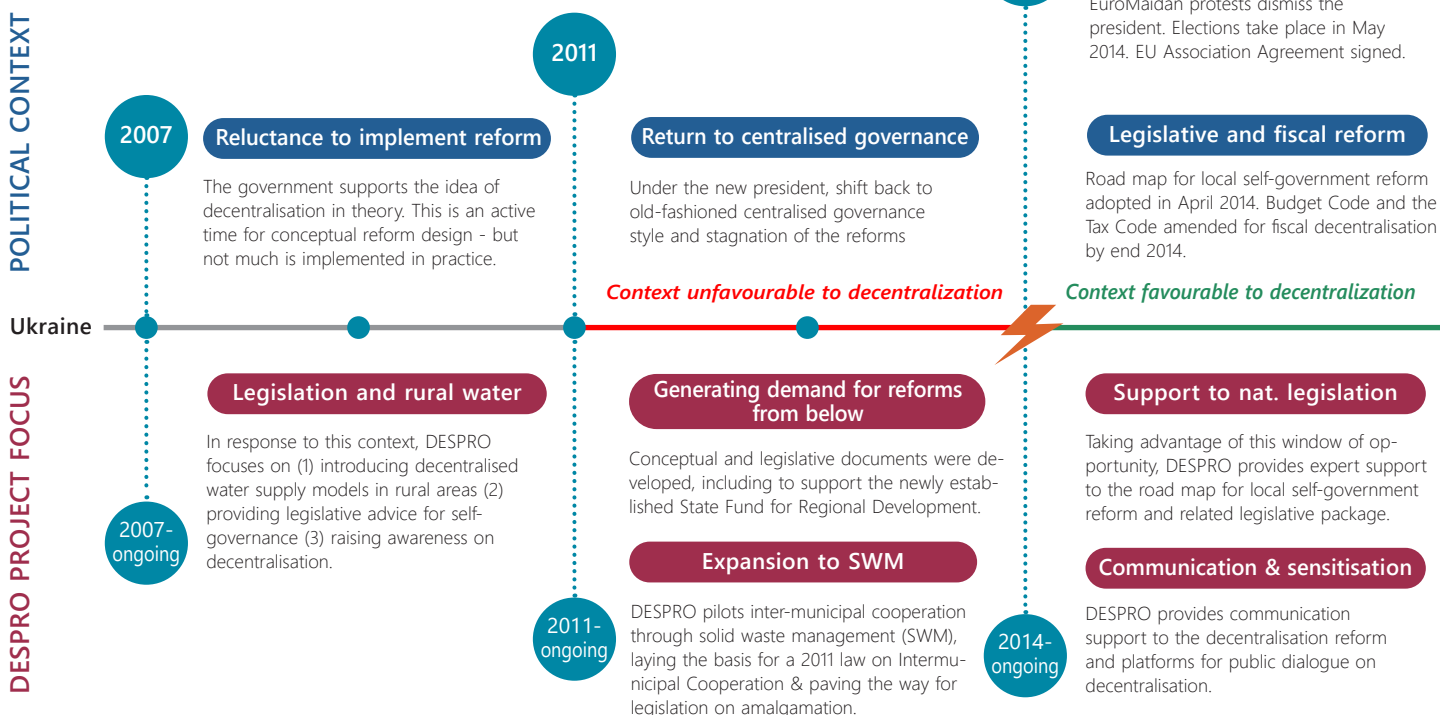 POLITICAL CONTEXT
2007
Reluctance to implement reform
The government supports the idea of
decentralisation in theory. This is an active
time for conceptual reform design - but
not much is implemented in practice.
2011
Return to centralised governance
Under the new president, shift back to
old-fashioned centralised governance
style and stagnation of the reforms
EuroMaidan protests dismiss the
president. Elections take place in May
2014. EU Association Agreement signed.
Legislative and fiscal reform
Road map for local self-government reform
adopted in April 2014. Budget Code and the
Tax Code amended for fiscal decentralisation
by end 2014.
Context unfavourable to decentralization
Context favourable to decentralization
Ukraine
DESPRO PROJECT FOCUS
2007-
ongoing
Legislation and rural water
In response to this context, DESPRO
focuses on (1) introducing decentralised
water supply models in rural areas (2)
providing legislative advice for self-
governance (3) raising awareness on
decentralisation.
2011-
ongoing
Generating demand for reforms
from below
Conceptual and legislative documents were de-
veloped, including to support the newly estab-
lished State Fund for Regional Development.
Expansion to SWM
DESPRO pilots inter-municipal cooperation
through solid waste management (SWM),
laying the basis for a 2011 law on Intermu-
nicipal Cooperation & paving the way for
legislation on amalgamation.
2014-
ongoing
Support to nat. legislation
Taking advantage of this window of op-
portunity, DESPRO provides expert support
to the road map for local self-government
reform and related legislative package.
Communication & sensitisation
DESPRO provides communication
support to the decentralisation reform
and platforms for public dialogue on
decentralisation.